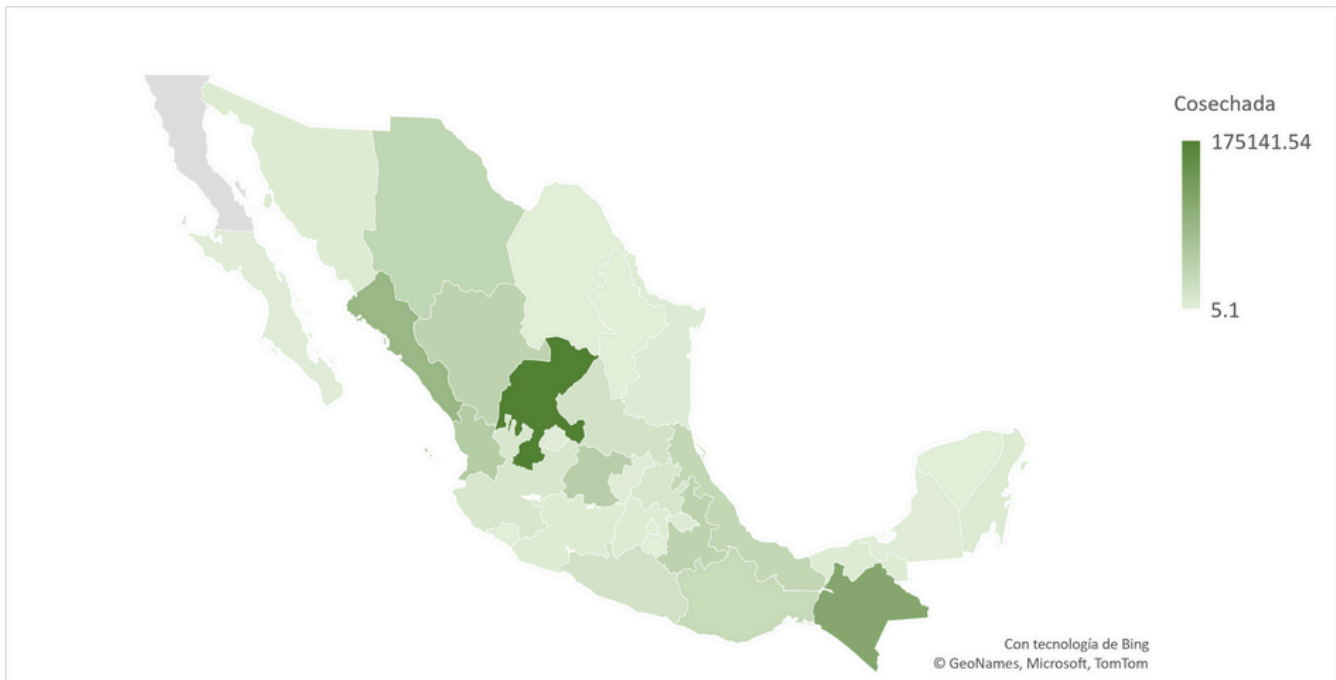 Cosechada
175141.54
5.1
Con tecnología de Bing
© GeoNames, Microsoft, TomTom